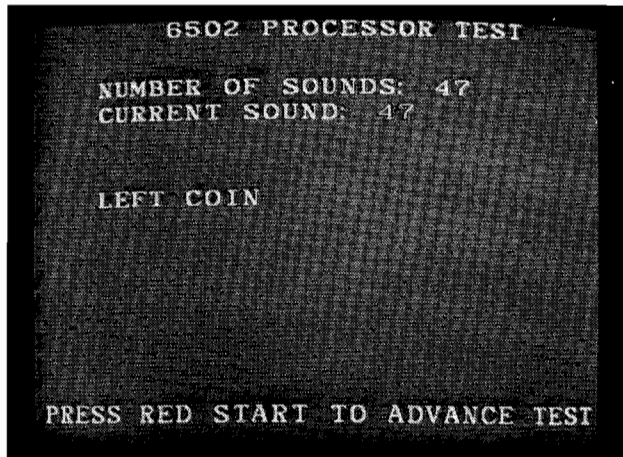 6502 PROCESSOR TEST
NUMBER OF SOUNDS: 47
CURRENT SOUND: 47
LEFT COIN
PRESS RED START TO ADVANCE TEST